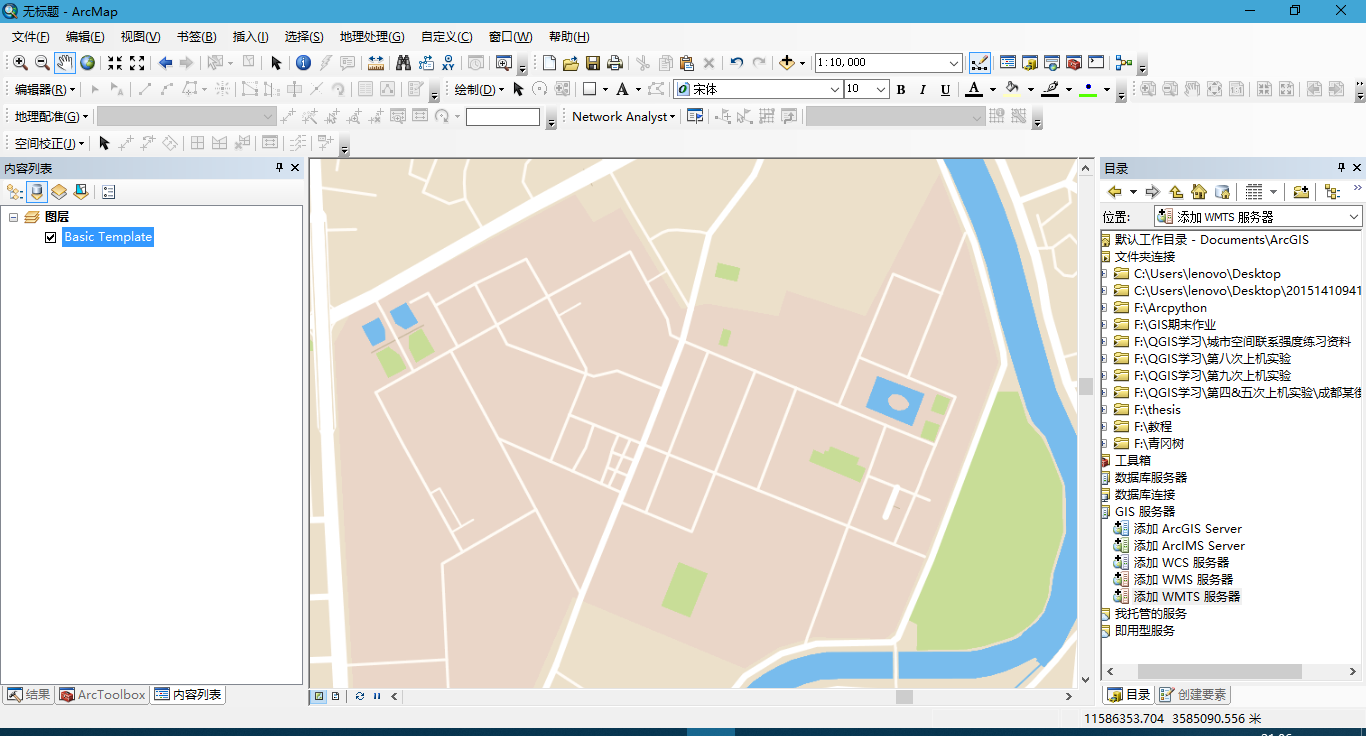 无标题 - ArcMap
文件(F) 编辑(E) 视图(V) 书签(B) 插入(I) 选择(S) 地理处理(G) 自定义(C) 窗口(W) 帮助(H)
1:10,000
编辑器(R) 绘制(D) A 宋体 10 B I U A
地理配准(G) Network Analyst
空间校正(J)
内容列表
图层
Basic Template
结果 ArcToolbox 内容列表
目录
位置: 添加 WMTS 服务器
默认工作目录 - Documents\ArcGIS
文件夹连接
C:\Users\lenovo\Desktop
C:\Users\lenovo\Desktop\20151410941
F:\Arcpython
F:\GIS期末作业
F:\QGIS学习\城市空间联系强度练习资料
F:\QGIS学习\第八次上机实验
F:\QGIS学习\第九次上机实验
F:\QGIS学习\第四&五次上机实验\成都某街
F:\thesis
F:\教程
F:\青冈树
工具箱
数据库服务器
数据库连接
GIS 服务器
添加 ArcGIS Server
添加 ArcIMS Server
添加 WCS 服务器
添加 WMS 服务器
添加 WMTS 服务器
我托管的服务
即用型服务
目录 创建要素
11586353.704 3585090.556 米